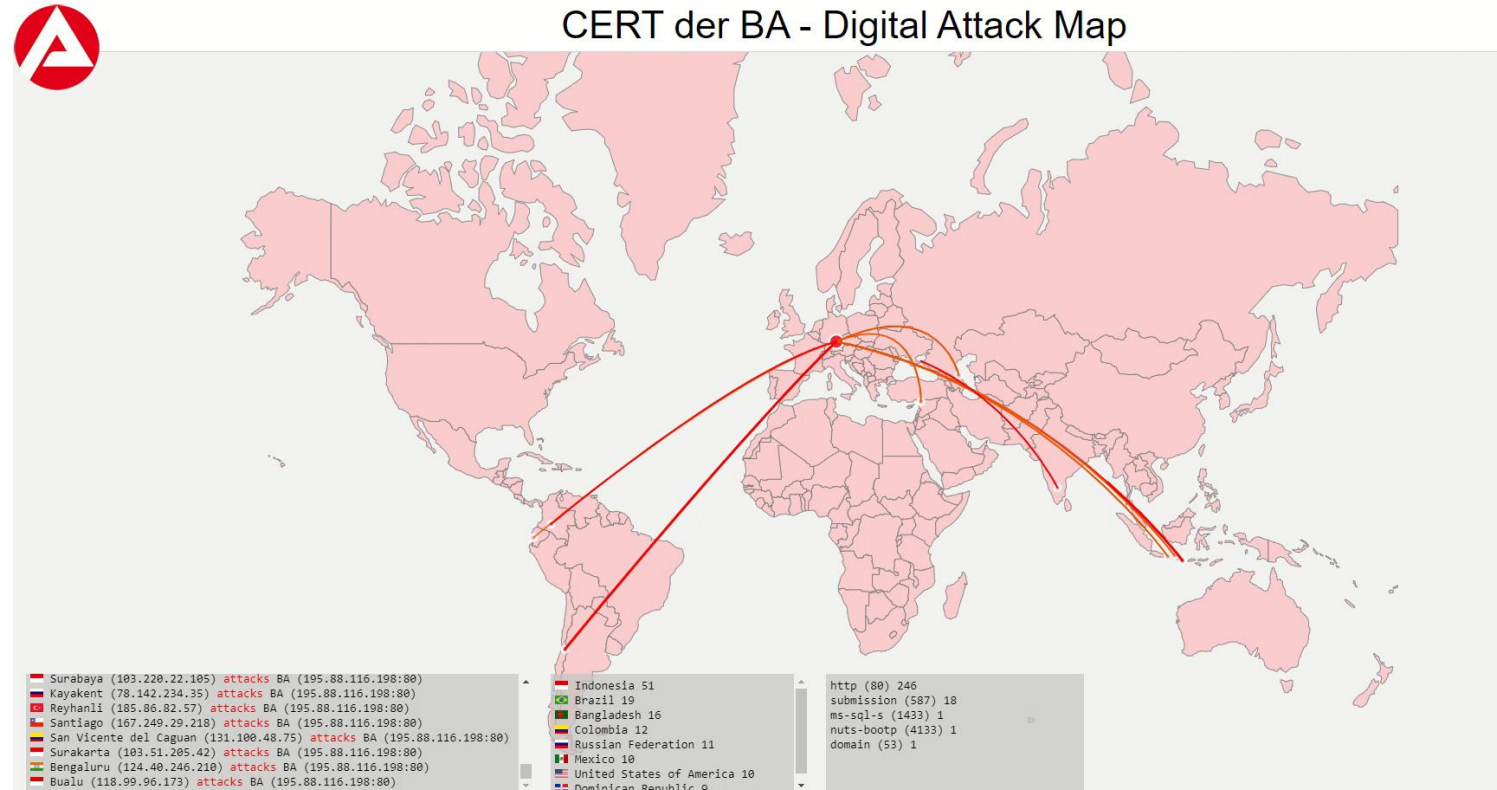 CERT der BA - Digital Attack Map
Surabaya (103.220.22.105) attacks BA (195.88.116.198:80)
Kayakent (78.142.234.35) attacks BA (195.88.116.198:80)
Reyhanli (185.86.82.57) attacks BA (195.88.116.198:80)
Santiago (167.249.29.218) attacks BA (195.88.116.198:80)
San Vicente del Caguan (131.100.48.75) attacks BA (195.88.116.198:80)
Surakarta (103.51.205.42) attacks BA (195.88.116.198:80)
Bengaluru (124.40.246.210) attacks BA (195.88.116.198:80)
Bualu (118.99.96.173) attacks BA (195.88.116.198:80)
Indonesia 51
Brazil 19
Bangladesh 16
Colombia 12
Russian Federation 11
Mexico 10
United States of America 10
Dominican Republic 9
http (80) 246
submission (587) 18
ms-sql-s (1433) 1
nuts-bootp (4133) 1
domain (53) 1